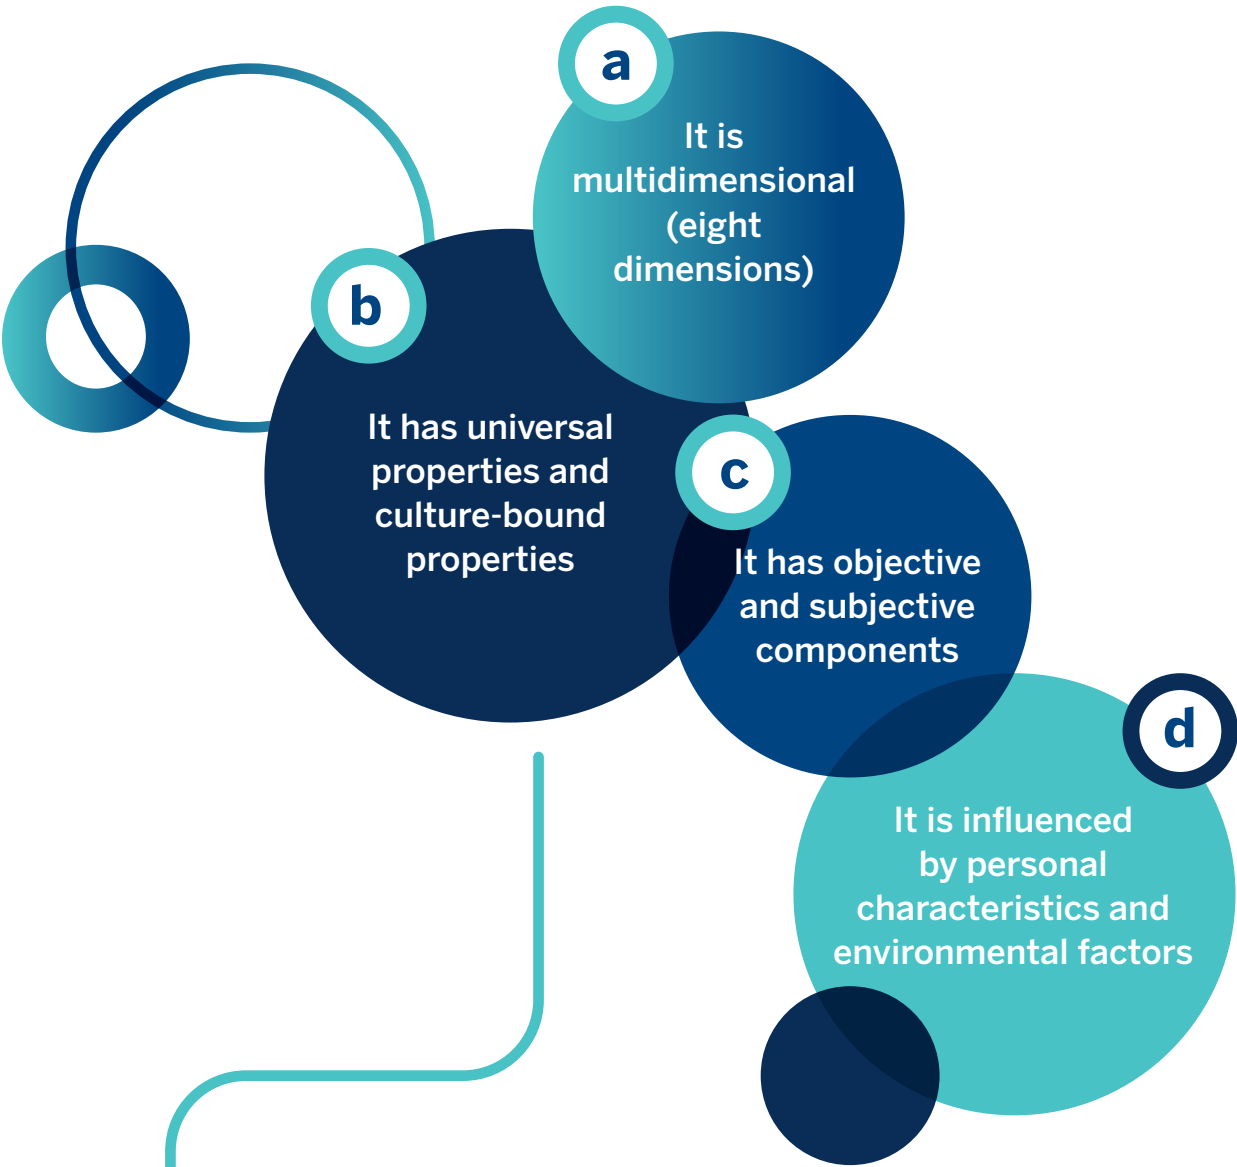 a
It is
multidimensional
(eight
dimensions)
b
It has universal
properties and
culture-bound
properties
c
It has objective
and subjective
components
d
It is influenced
by personal
characteristics and
environmental factors